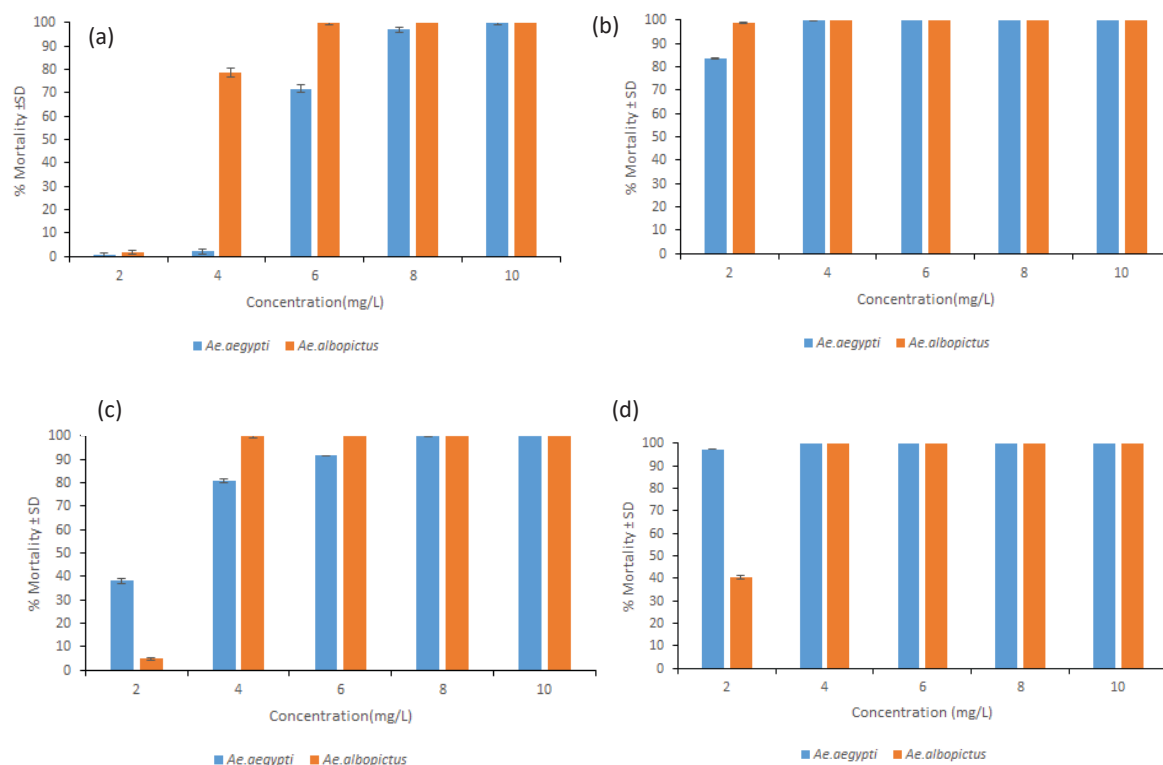 (a)
100
90
80
70
60
50
40
30
20
10
0
% Mortality ±SD
2 4 6 8 10
Concentration(mg/L)
Ae.aegypti Ae.albopictus
(b)
100
90
80
70
60
50
40
30
20
10
0
% Mortality ± SD
2 4 6 8 10
Concentration(mg/L)
Ae.aegypti Ae.albopictus
(c)
100
90
80
70
60
50
40
30
20
10
0
% Mortality ± SD
2 4 6 8 10
Concentration(mg/L)
Ae.aegypti Ae.albopictus
(d)
100
90
80
70
60
50
40
30
20
10
0
% Mortality ± SD
2 4 6 8 10
Concentration (mg/L)
Ae.aegypti Ae.albopictus